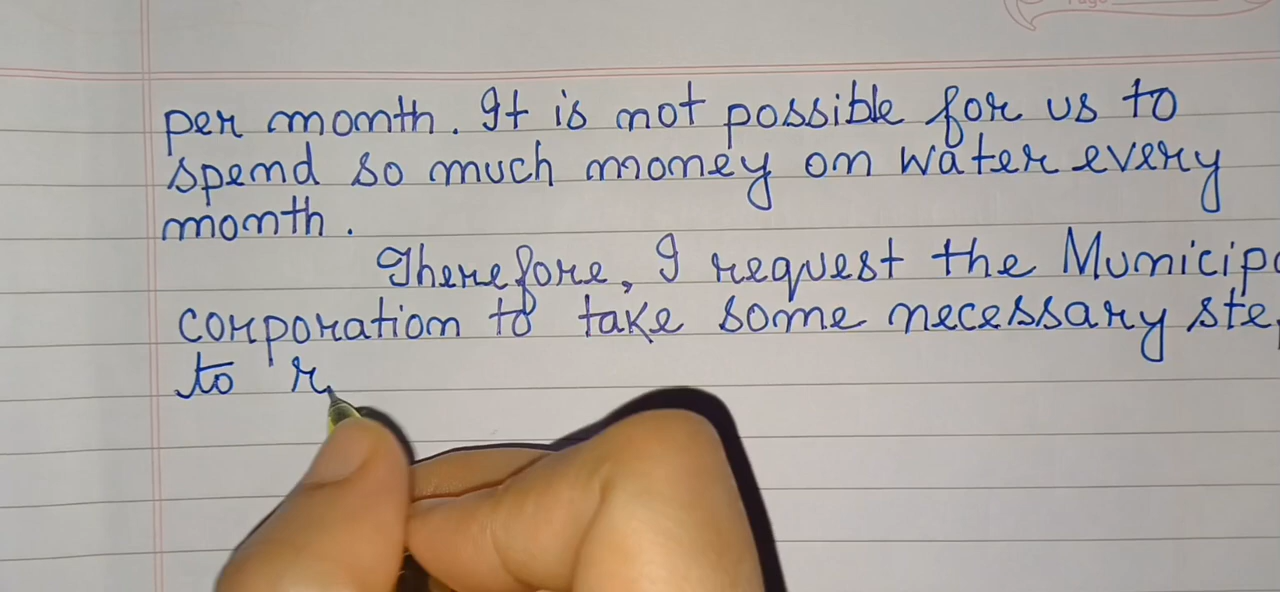 Page
per month. It is not possible for us to
spend so much money on water every
month.
Therefore, I request the Municip
corporation to take some necessary ste
to r